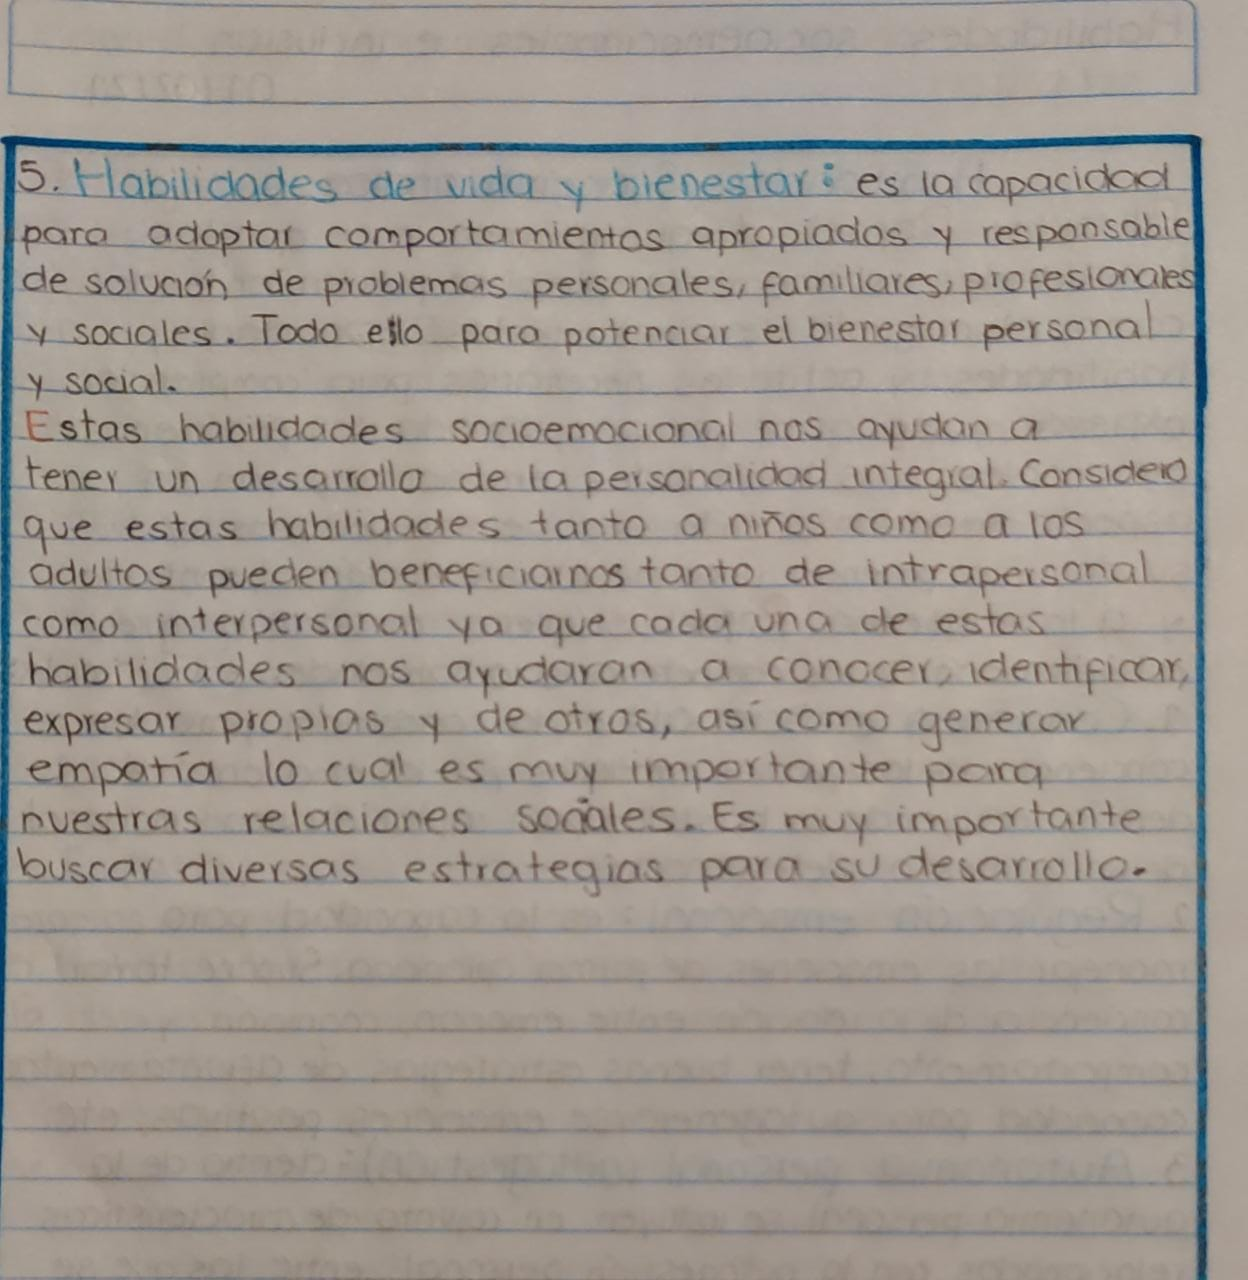 5. Habilidades de vida y bienestar: es la capacidad
para adoptar comportamientos apropiados y responsable
de solución de problemas personales, familiares, profesionales
y sociales. Todo ello para potenciar el bienestar personal
y social.
Estas habilidades socioemocional nos ayudan a
tener un desarrollo de la personalidad integral. Considero
que estas habilidades tanto a niños como a los
adultos pueden beneficiarnos tanto de intrapersonal
como interpersonal ya que cada una de estas
habilidades nos ayudaran a conocer, identificar,
expresar propias y de otros, así como generar
empatía lo cual es muy importante para
nuestras relaciones sociales. Es muy importante
buscar diversas estrategias para su desarrollo.